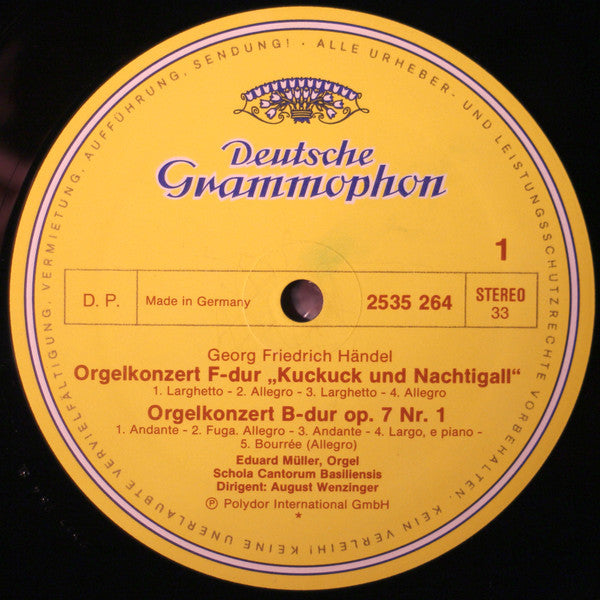 ALLE URHEBER- UND LEISTUNGSSCHUTZRECHTE VORBEHALTEN. KEIN VERLEIH! KEINE UNERLAUBTE VERVIELFÄLTIGUNG, VERMIETUNG, AUFFÜHRUNG, SENDUNG! ·
Deutsche
Grammophon
1
D. P.
Made in Germany
2535 264
STEREO
33
Georg Friedrich Händel
Orgelkonzert F-dur „Kuckuck und Nachtigall“
1. Larghetto - 2. Allegro - 3. Larghetto - 4. Allegro
Orgelkonzert B-dur op. 7 Nr. 1
1. Andante - 2. Fuga. Allegro - 3. Andante - 4. Largo, e piano -
5. Bourrée (Allegro)
Eduard Müller, Orgel
Schola Cantorum Basiliensis
Dirigent: August Wenzinger
Ⓟ Polydor International GmbH
*